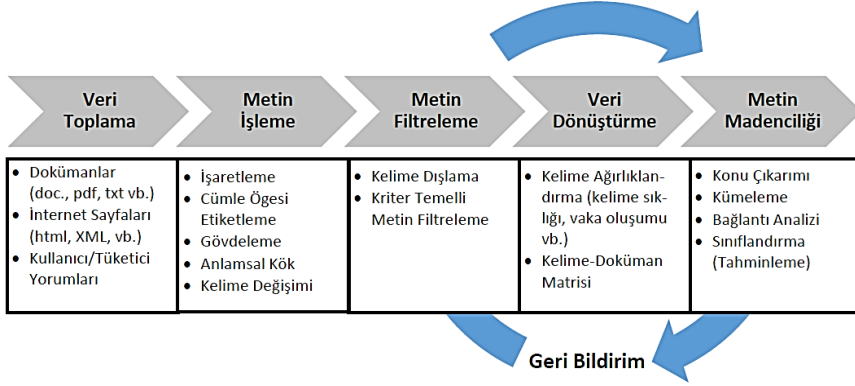 Veri
Toplama
Metin
İşleme
Metin
Filtreleme
Veri
Dönüştürme
Metin
Madenciliği
• Dokümanlar
(doc., pdf, txt vb.)
• İnternet Sayfaları
(html, XML, vb.)
• Kullanıcı/Tüketici
Yorumları
• İşaretleme
• Cümle Ögesi
Etiketleme
• Gövdeleme
• Anlamsal Kök
• Kelime Değişimi
• Kelime Dışlama
• Kriter Temelli
Metin Filtreleme
• Kelime Ağırlıklan-
dırma (kelime sık-
lığı, vaka oluşumu
vb.)
• Kelime-Doküman
Matrisi
• Konu Çıkarımı
• Kümeleme
• Bağlantı Analizi
• Sınıflandırma
(Tahminleme)
Geri Bildirim